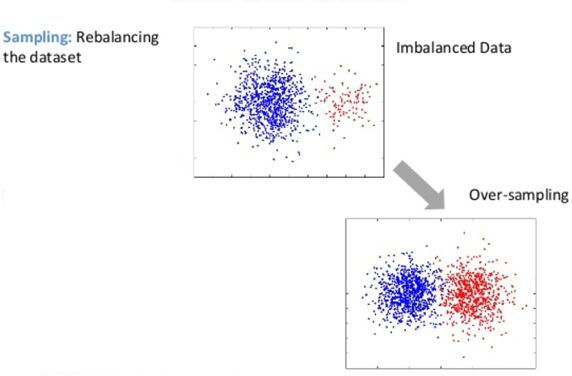 Sampling: Rebalancing
the dataset
Imbalanced Data
Over-sampling